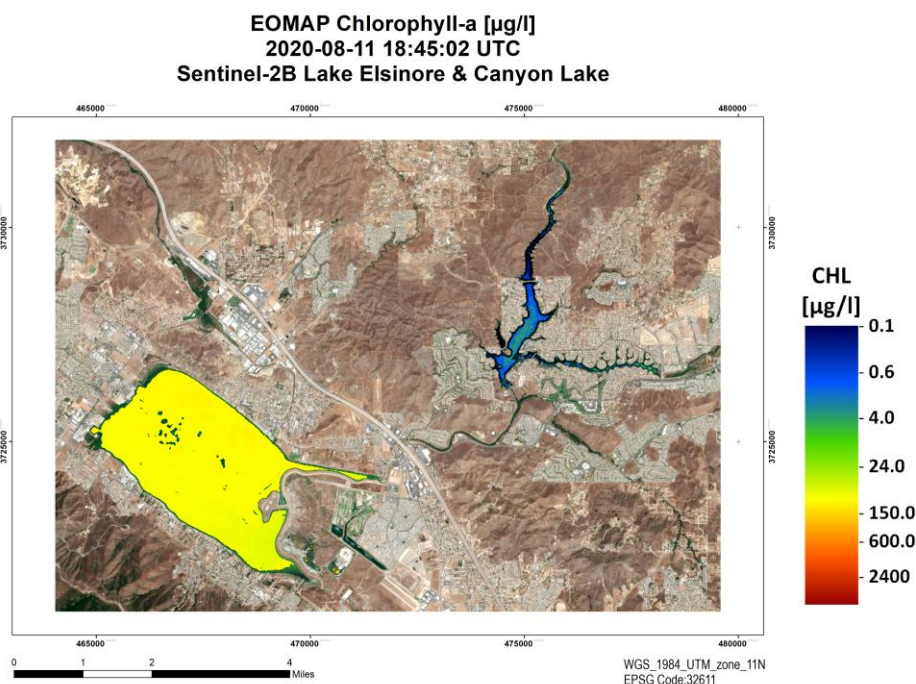 EOMAP Chlorophyll-a [µg/l]
2020-08-11 18:45:02 UTC
Sentinel-2B Lake Elsinore & Canyon Lake
465000 470000 475000 480000
3730000 3730000
3725000 3725000
CHL
[µg/l]
0.1
0.6
4.0
24.0
150.0
600.0
2400
465000 470000 475000 480000
0 1 2 4
Miles
WGS_1984_UTM_zone_11N
EPSG Code:32611